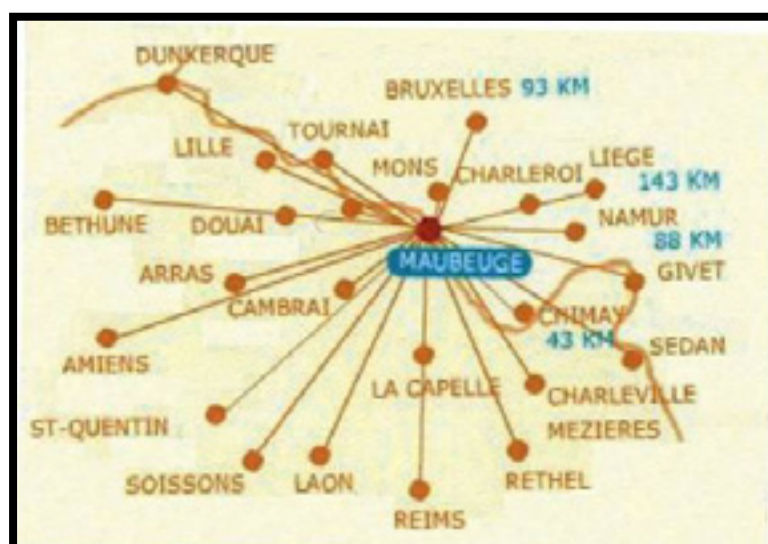 DUNKERQUE
BRUXELLES 93 KM
TOURNAI
LILLE
MONS
CHARLEROI
LIEGE
143 KM
BETHUNE
DOUAI
NAMUR
88 KM
MAUBEUGE
GIVET
ARRAS
CAMBRAI
CHIMAY
43 KM
AMIENS
SEDAN
LA CAPELLE
CHARLEVILLE
MEZIERES
ST-QUENTIN
SOISSONS
LAON
RETHEL
REIMS